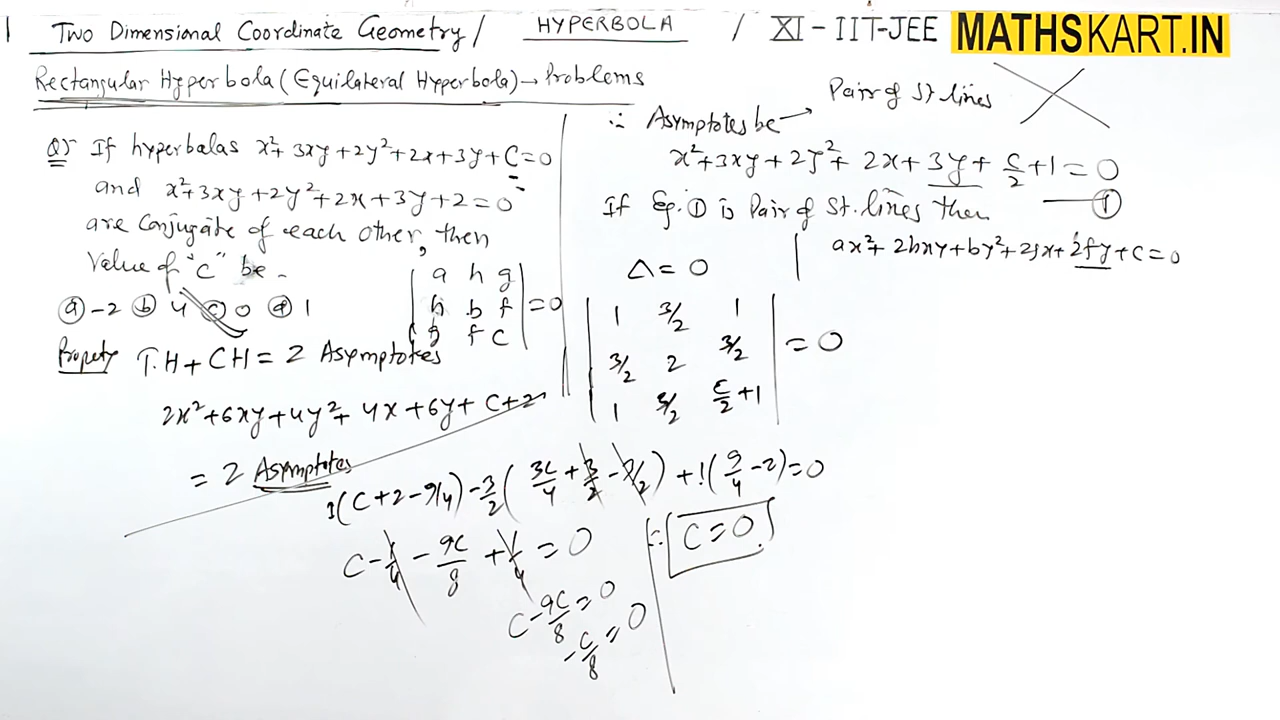 1 Two Dimensional Coordinate Geometry / HYPERBOLA / XI - IIT-JEE MATHSKART.IN
Rectangular Hyperbola (Equilateral Hyperbola) → Problems
Q) If hyperbalas x²+3xy+2y²+2x+3y+C=0
and x²+3xy+2y²+2x+3y+2=0
are conjugate of each other, then
value of "C" be -
(a) -2 (b) 4 (c) 0 (d) 1
| a h g |
| h b f | = 0
| g f C |
Property T.H + CH = 2 Asymptotes
2x²+6xy+4y²+4x+6y+C+2
= 2 Asymptotes
∴ Asymptotes be → Pair of St. lines
x²+3xy+2y²+2x+3y+C/2+1=0
If Eq. ① is Pair of St. lines then ——— ①
Δ = 0 | ax²+2hxy+by²+2gx+2fy+c=0
| 1 3/2 1 |
| 3/2 2 3/2 | = 0
| 1 3/2 C/2+1 |
1(C+2-9/4)-3/2(3C/4+3/2-3/2)+1(9/4-2)=0
C-1/4-9C/8+1/4=0
C-9C/8=0
-C/8=0
∴ C=0.